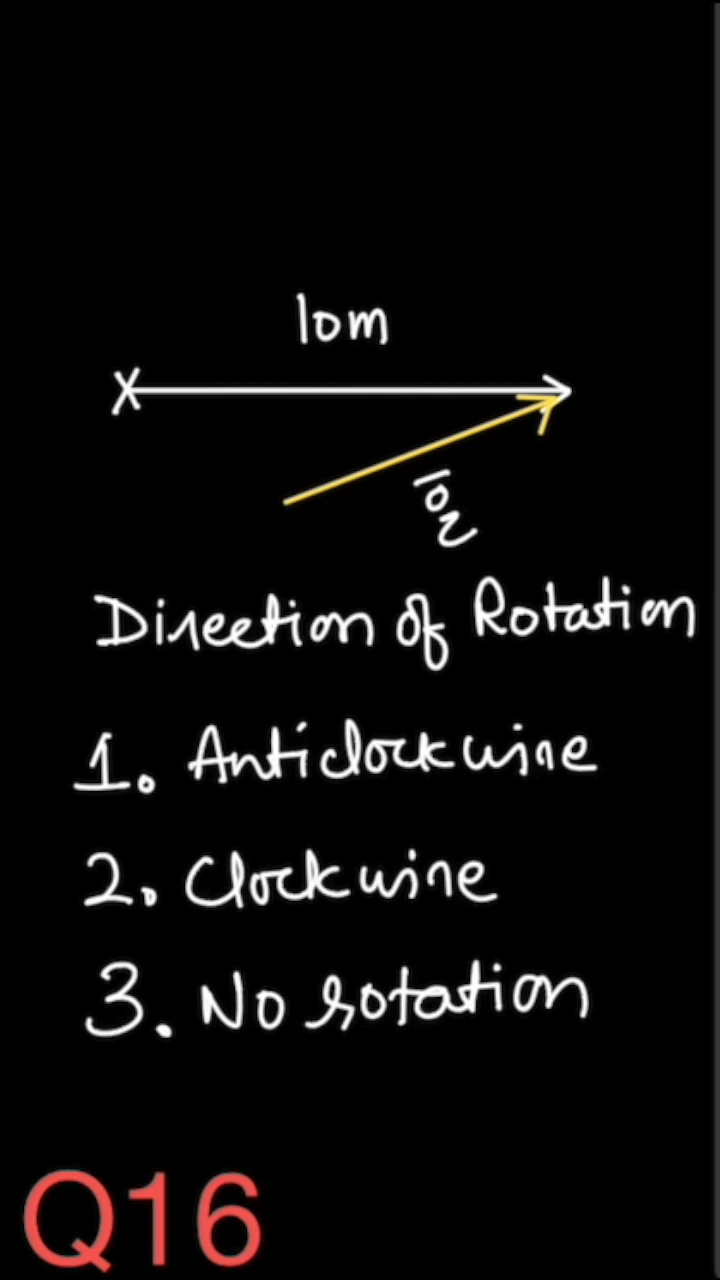 10m
X
10N
Direction of Rotation
1. Anticlockwise
2. Clockwise
3. No rotation
Q16